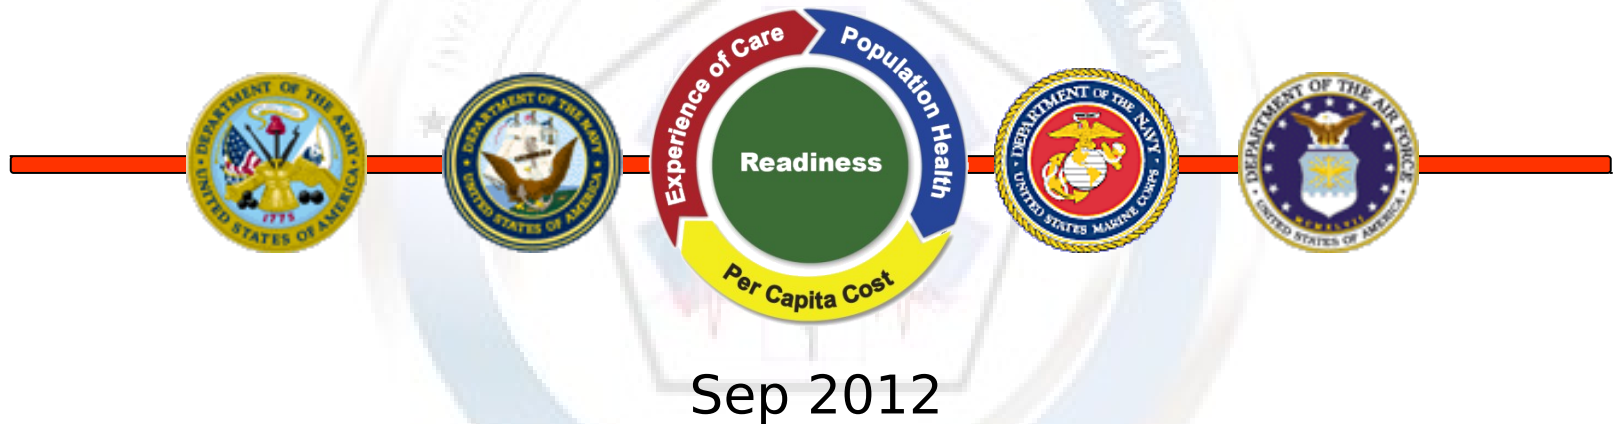 DEPARTMENT OF THE ARMY
UNITED STATES OF AMERICA
1775
DEPARTMENT OF THE NAVY
UNITED STATES OF AMERICA
Experience of Care
Population Health
Per Capita Cost
Readiness
DEPARTMENT OF THE NAVY
UNITED STATES MARINE CORPS
DEPARTMENT OF THE AIR FORCE
UNITED STATES OF AMERICA
MCMXLVII
Sep 2012